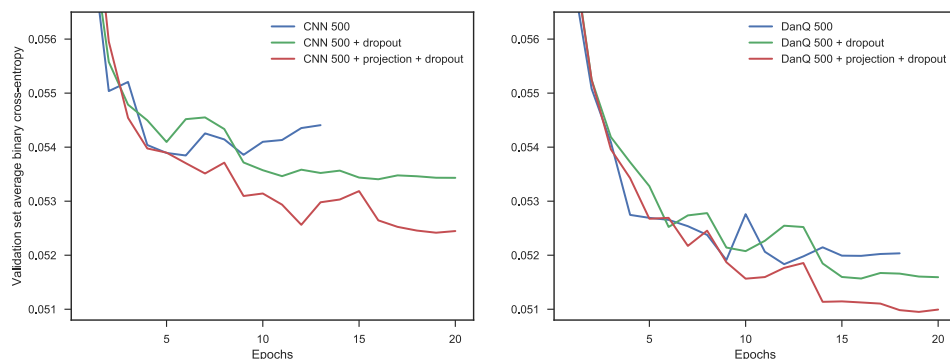 Validation set average binary cross-entropy
0.056
0.055
0.054
0.053
0.052
0.051
CNN 500
CNN 500 + dropout
CNN 500 + projection + dropout
5 10 15 20
Epochs
0.056
0.055
0.054
0.053
0.052
0.051
DanQ 500
DanQ 500 + dropout
DanQ 500 + projection + dropout
5 10 15 20
Epochs